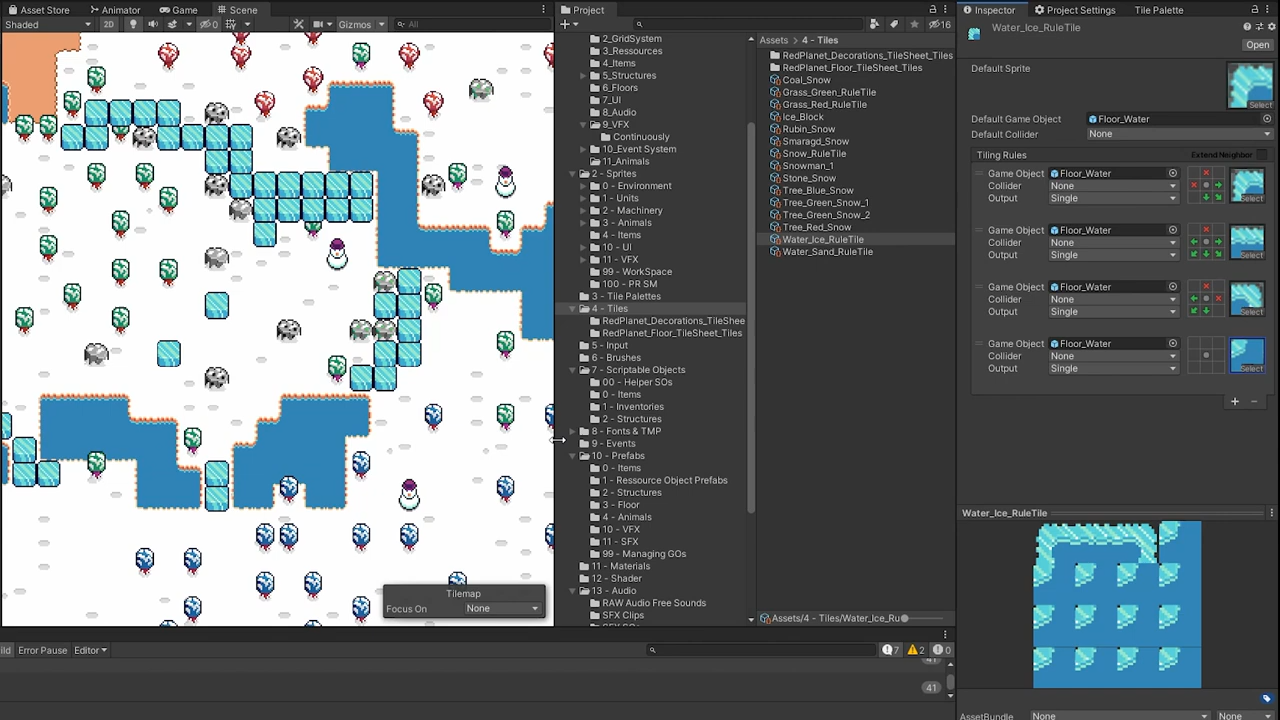 Asset Store
Animator
Game
Scene
Shaded
2D
0
Gizmos
All
Tilemap
Focus On
None
Error Pause
Editor
7
2
0
41
41
Project
16
2_GridSystem
3_Ressources
4_Items
5_Structures
6_Floors
7_UI
8_Audio
9_VFX
Continuously
10_Event System
11_Animals
2 - Sprites
0 - Environment
1 - Units
2 - Machinery
3 - Animals
4 - Items
10 - UI
11 - VFX
99 - WorkSpace
100 - PR SM
3 - Tile Palettes
4 - Tiles
RedPlanet_Decorations_TileShee
RedPlanet_Floor_TileSheet_Tiles
5 - Input
6 - Brushes
7 - Scriptable Objects
00 - Helper SOs
0 - Items
1 - Inventories
2 - Structures
8 - Fonts & TMP
9 - Events
10 - Prefabs
0 - Items
1 - Ressource Object Prefabs
2 - Structures
3 - Floor
4 - Animals
10 - VFX
11 - SFX
99 - Managing GOs
11 - Materials
12 - Shader
13 - Audio
RAW Audio Free Sounds
SFX Clips
Assets > 4 - Tiles
RedPlanet_Decorations_TileSheet_Tiles
RedPlanet_Floor_TileSheet_Tiles
Coal_Snow
Grass_Green_RuleTile
Grass_Red_RuleTile
Ice_Block
Rubin_Snow
Smaragd_Snow
Snow_RuleTile
Snowman_1
Stone_Snow
Tree_Blue_Snow
Tree_Green_Snow_1
Tree_Green_Snow_2
Tree_Red_Snow
Water_Ice_RuleTile
Water_Sand_RuleTile
Assets/4 - Tiles/Water_Ice_Ru
Inspector
Project Settings
Tile Palette
Water_Ice_RuleTile
Open
Default Sprite
Select
Default Game Object
Floor_Water
Default Collider
None
Tiling Rules
Extend Neighbor
Game Object
Floor_Water
Collider
None
Output
Single
Select
Game Object
Floor_Water
Collider
None
Output
Single
Select
Game Object
Floor_Water
Collider
None
Output
Single
Select
Game Object
Floor_Water
Collider
None
Output
Single
Select
Water_Ice_RuleTile
AssetBundle
None
None